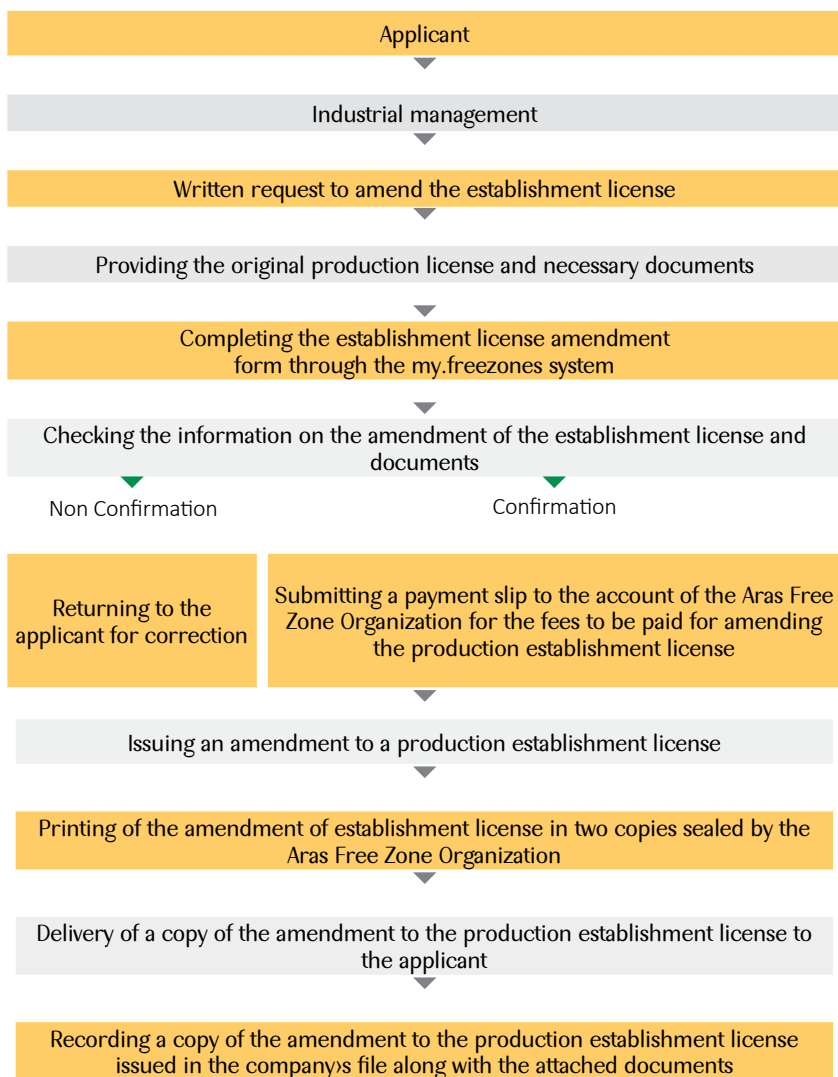 Applicant
Industrial management
Written request to amend the establishment license
Providing the original production license and necessary documents
Completing the establishment license amendment
form through the my.freezones system
Checking the information on the amendment of the establishment license and
documents
Non Confirmation
Confirmation
Returning to the
applicant for correction
Submitting a payment slip to the account of the Aras Free
Zone Organization for the fees to be paid for amending
the production establishment license
Issuing an amendment to a production establishment license
Printing of the amendment of establishment license in two copies sealed by the
Aras Free Zone Organization
Delivery of a copy of the amendment to the production establishment license to
the applicant
Recording a copy of the amendment to the production establishment license
issued in the company›s file along with the attached documents